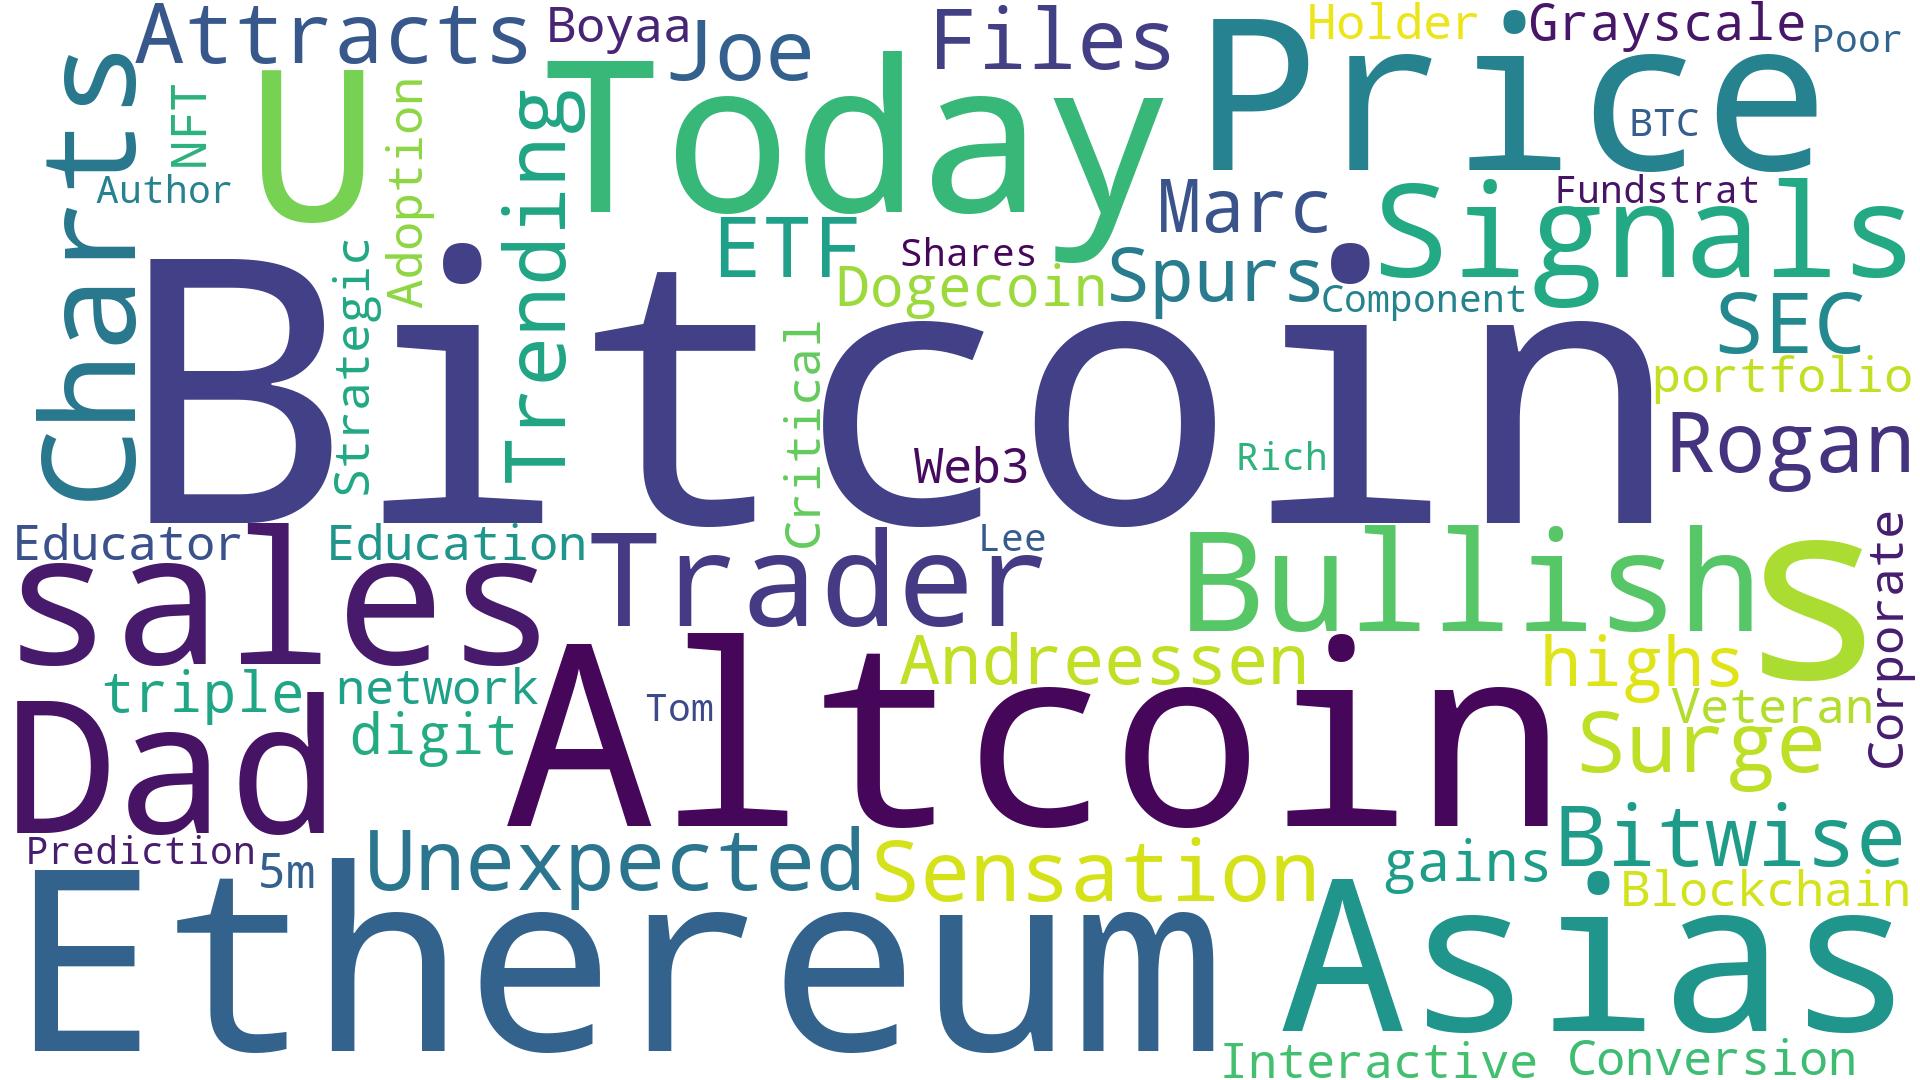 Attracts
Boyaa
Joe
Files
Price
Holder
Grayscale
Poor
Charts
NFT
U
Adoption
Trending
Today
BTC
Author
Marc
Signals
Fundstrat
ETF
Shares
Dogecoin
Spurs
Component
SEC
Strategic
Bitcoin
Critical
portfolio
Web3
Rich
Rogan
Educator
Education
sales
Trader
Lee
Bullish
s
Corporate
Andreessen
highs
triple
network
Tom
Altcoin
Veteran
Dad
digit
Surge
Prediction
5m
Unexpected
Sensation
gains
Bitwise
Blockchain
Ethereum
Asias
Interactive
Conversion